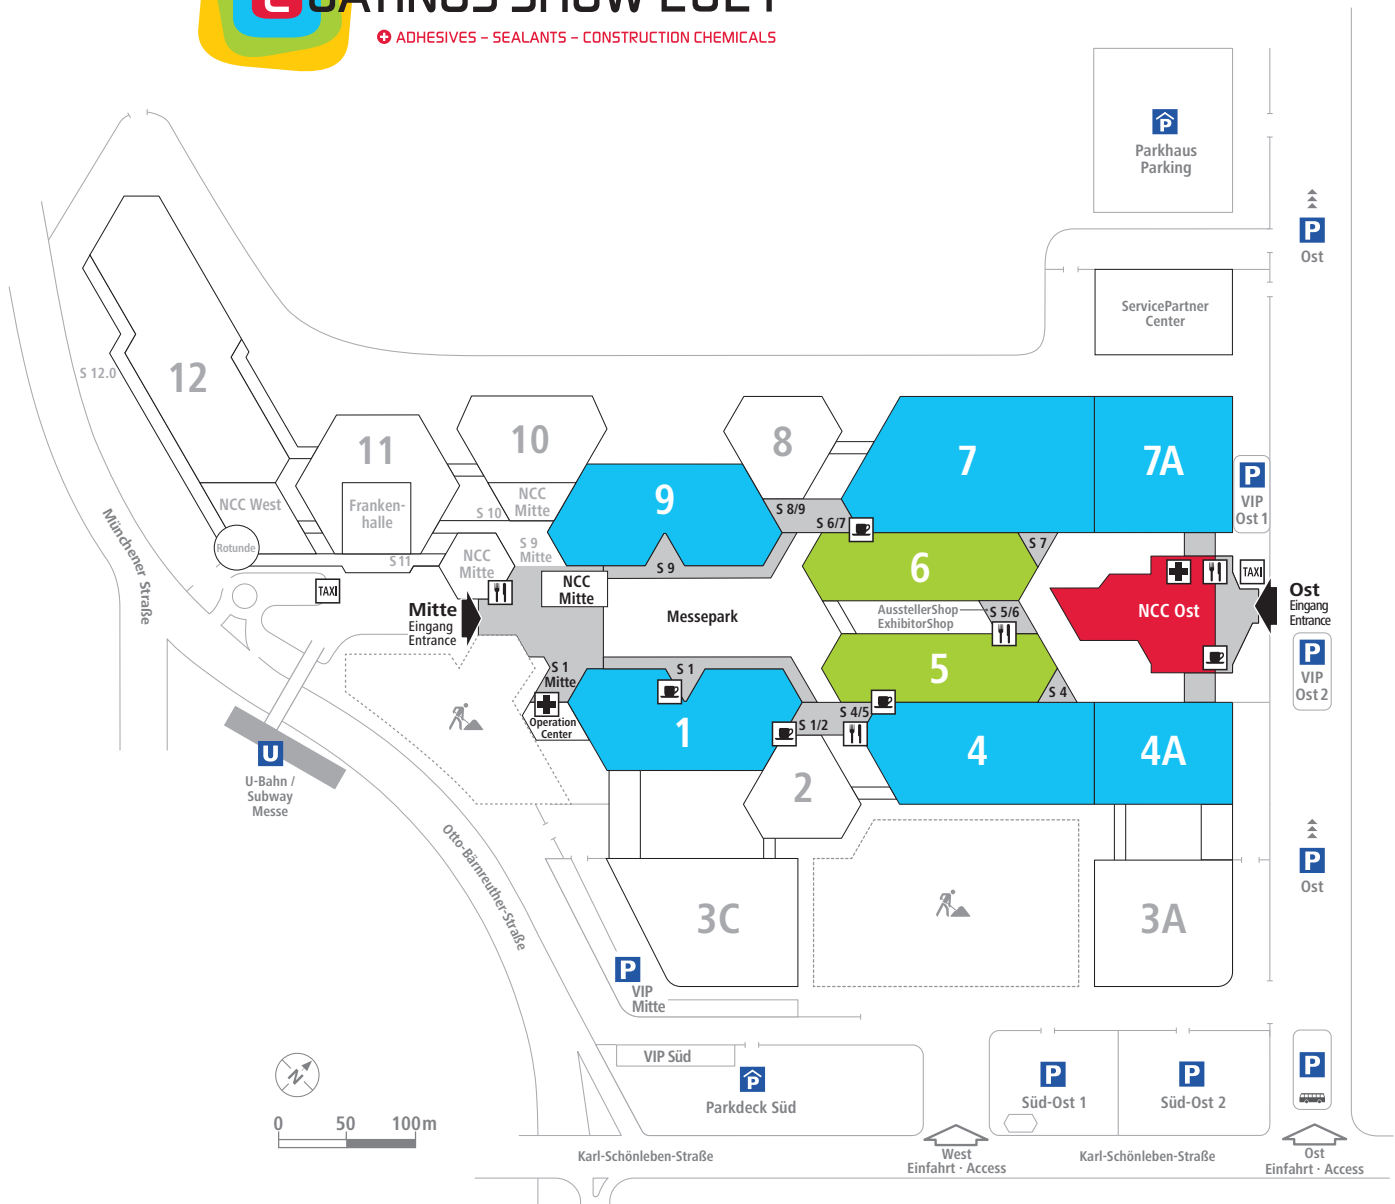 ADHESIVES – SEALANTS – CONSTRUCTION CHEMICALS
P
Parkhaus
Parking
P
Ost
ServicePartner
Center
12
S 12.0
11
10
8
7
7A
NCC West
Franken-
halle
NCC
Mitte
S 10
9
S 8/9
S 6/7
P
VIP
Ost 1
Münchener Straße
Rotunde
S 11
NCC
Mitte
S 9
Mitte
S 9
6
S 7
TAXI
NCC
Mitte
TAXI
Mitte
Eingang
Entrance
Messepark
AusstellerShop
ExhibitorShop
S 5/6
NCC Ost
Ost
Eingang
Entrance
S 1
Mitte
S 1
5
S 4
P
VIP
Ost 2
Operation
Center
1
S 1/2
S 4/5
4
4A
U
U-Bahn /
Subway
Messe
2
Otto-Bärnreuther-Straße
P
Ost
3C
3A
P
VIP
Mitte
N
0 50 100m
VIP Süd
P
Parkdeck Süd
P
Süd-Ost 1
P
Süd-Ost 2
P
Karl-Schönleben-Straße
West
Einfahrt · Access
Karl-Schönleben-Straße
Ost
Einfahrt · Access